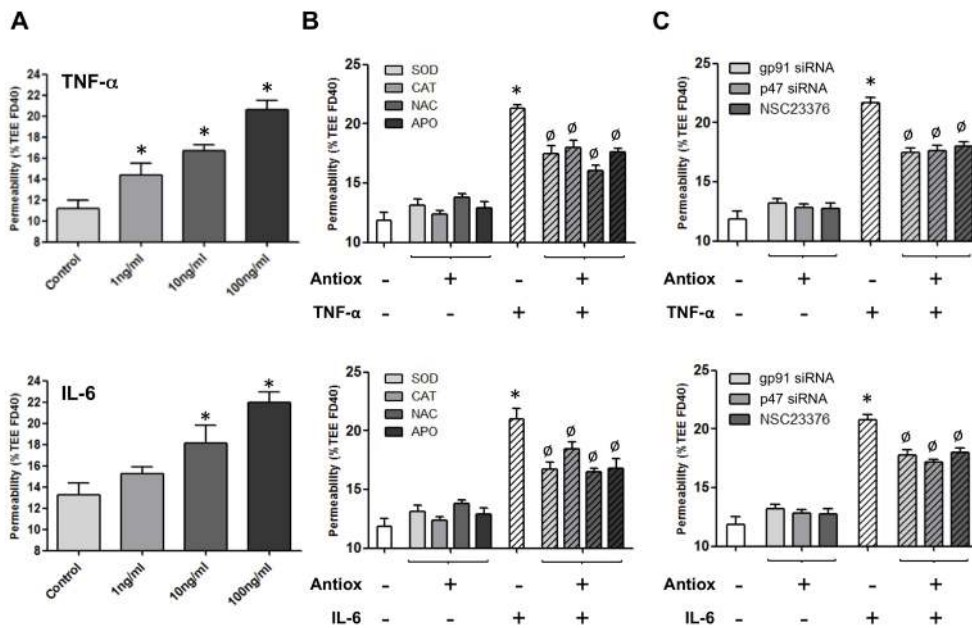 A
TNF-α
Permeability (%TEE FD40)
24
22
20
18
16
14
12
10
8
*
*
*
Control
1ng/ml
10ng/ml
100ng/ml
IL-6
Permeability (%TEE FD40)
24
22
20
18
16
14
12
10
8
*
*
Control
1ng/ml
10ng/ml
100ng/ml
B
Permeability (%TEE FD40)
25
20
15
10
SOD
CAT
NAC
APO
*
ø ø ø ø
Antiox - + - +
TNF-α - - + +
Permeability (%TEE FD40)
25
20
15
10
SOD
CAT
NAC
APO
*
ø ø ø ø
Antiox - + - +
IL-6 - - + +
C
Permeability (%TEE FD40)
25
20
15
10
gp91 siRNA
p47 siRNA
NSC23376
*
ø ø ø
Antiox - + - +
TNF-α - - + +
Permeability (%TEE FD40)
25
20
15
10
gp91 siRNA
p47 siRNA
NSC23376
*
ø ø ø
Antiox - + - +
IL-6 - - + +